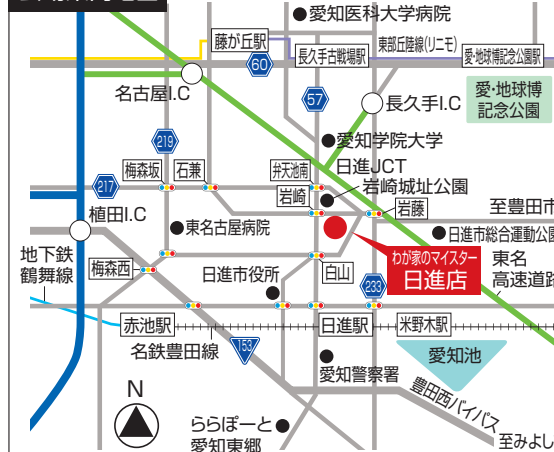 愛知医科大学病院
藤が丘駅
60
長久手古戦場駅
東部丘陵線(リニモ)
愛・地球博記念公園駅
名古屋I.C
57
長久手I.C
愛・地球博
記念公園
219
愛知学院大学
梅森坂
石兼
弁天池南
日進JCT
217
岩崎
岩崎城址公園
植田I.C
岩藤
至豊田市
東名古屋病院
日進市総合運動公園
地下鉄
鶴舞線
梅森西
日進市役所
白山
わが家のマイスター
日進店
東名
高速道路
233
赤池駅
日進駅
米野木駅
名鉄豊田線
153
愛知池
愛知警察署
N
豊田西バイパス
ららぽーと
愛知東郷
至みよし